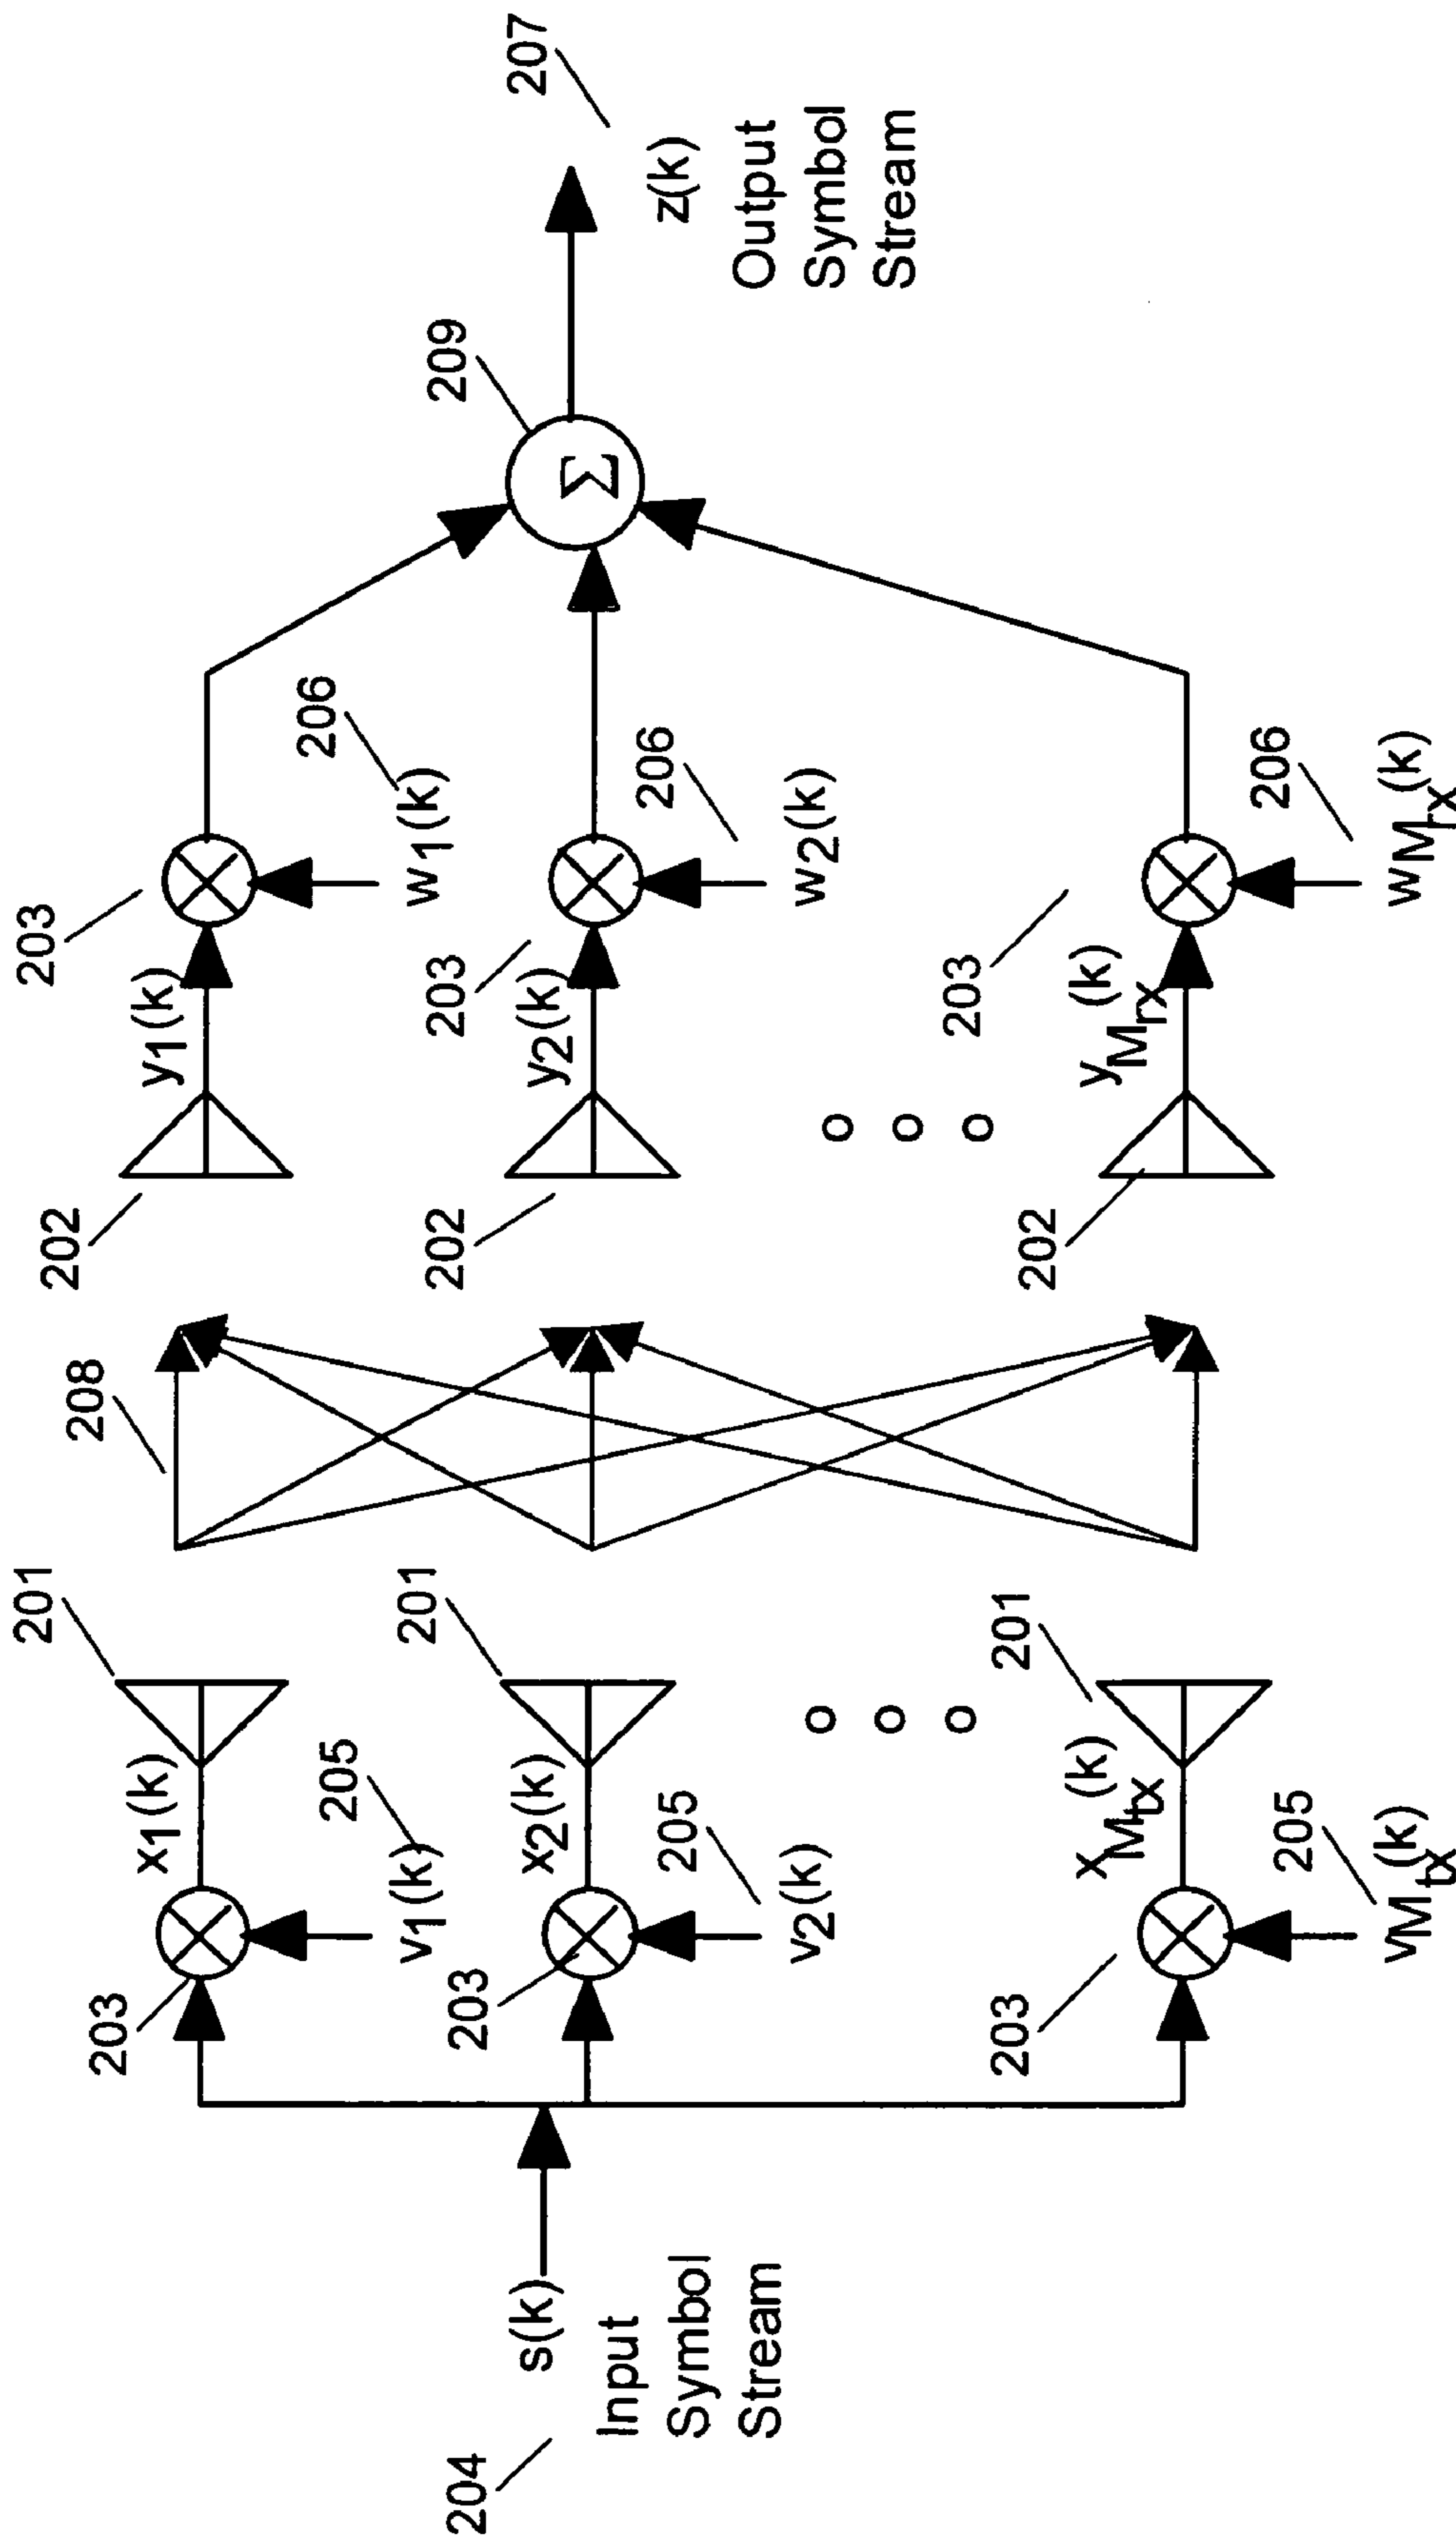 204
s(k)
Input
Symbol
Stream
203
203
203
v1(k)
205
v2(k)
205
vMtx(k)
205
x1(k)
x2(k)
xMtx(k)
201
201
201
208
202
202
202
y1(k)
y2(k)
yMrx(k)
203
203
203
w1(k)
206
w2(k)
206
wMrx(k)
206
209
Σ
207
z(k)
Output
Symbol
Stream